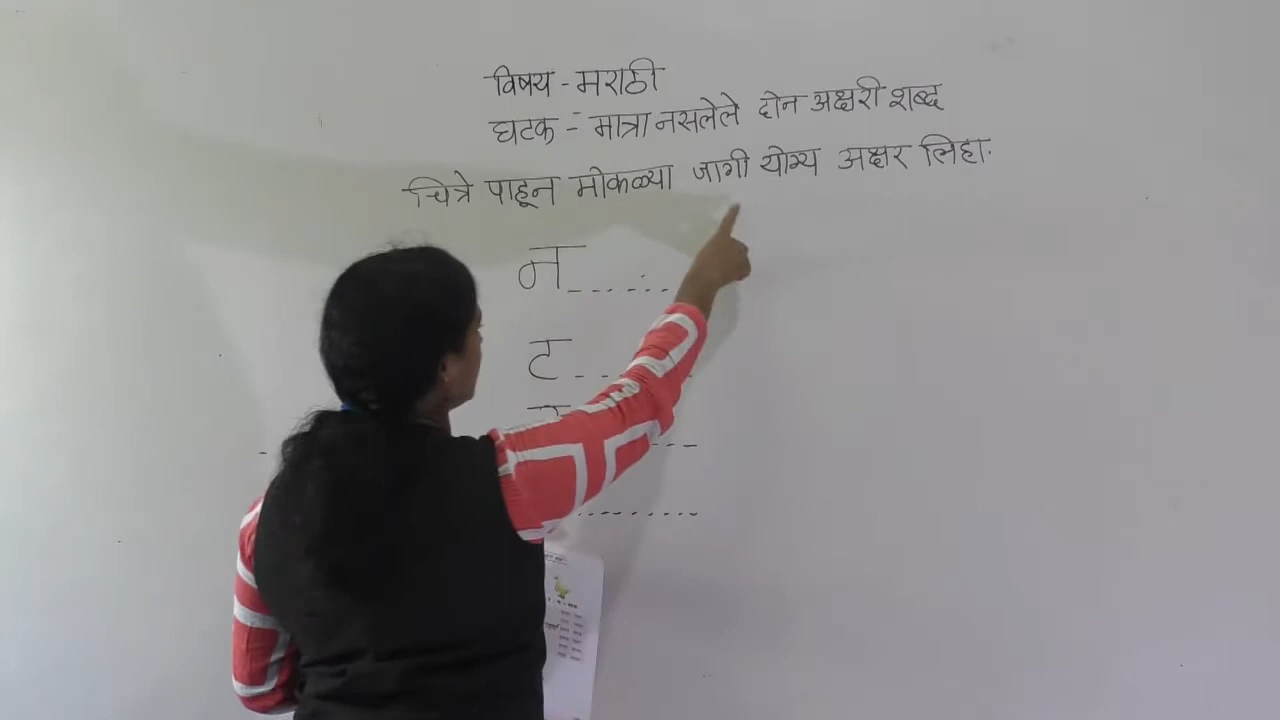 विषय - मराठी
घटक - मात्रा नसलेले दोन अक्षरी शब्द
चित्रे पाहून मोकळ्या जागी योग्य अक्षर लिहा.
न
ट